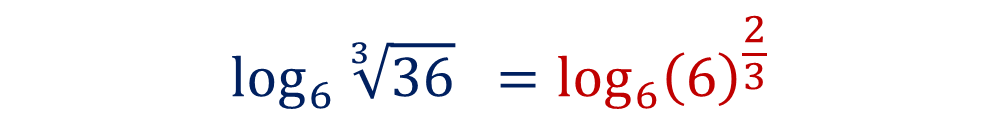 log₆ ∛36 = log₆(6)^(2/3)